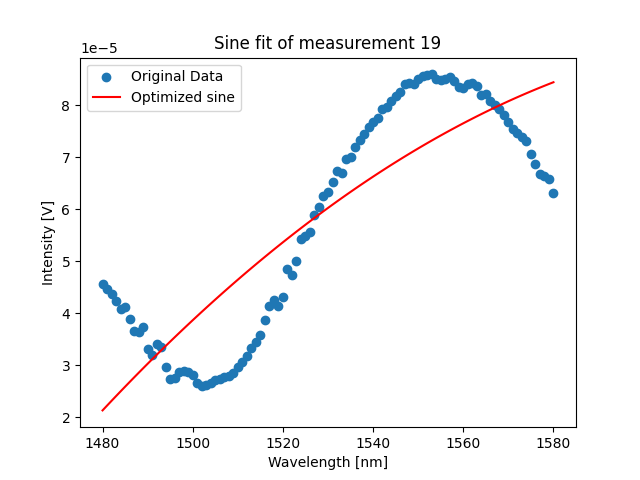 Sine fit of measurement 19
1e−5
Original Data
Optimized sine
8
7
6
5
4
3
2
Intensity [V]
1480 1500 1520 1540 1560 1580
Wavelength [nm]